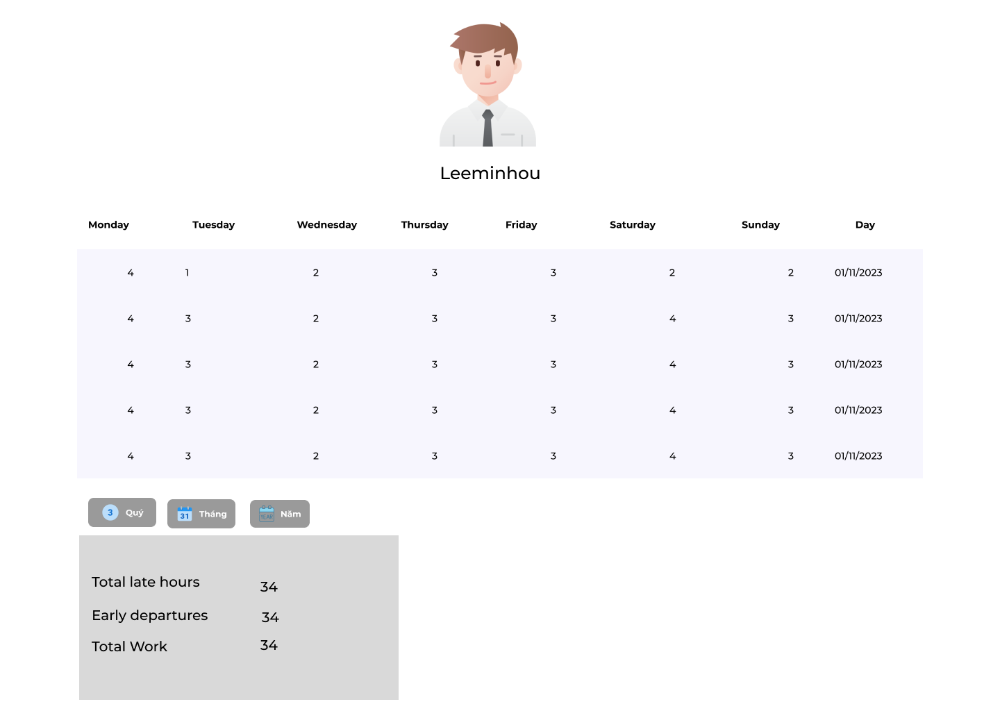 Leeminhou
Monday Tuesday Wednesday Thursday Friday Saturday Sunday Day
4 1 2 3 3 2 2 01/11/2023
4 3 2 3 3 4 3 01/11/2023
4 3 2 3 3 4 3 01/11/2023
4 3 2 3 3 4 3 01/11/2023
4 3 2 3 3 4 3 01/11/2023
3 Quý 31 Tháng YEAR Năm
Total late hours 34
Early departures 34
Total Work 34